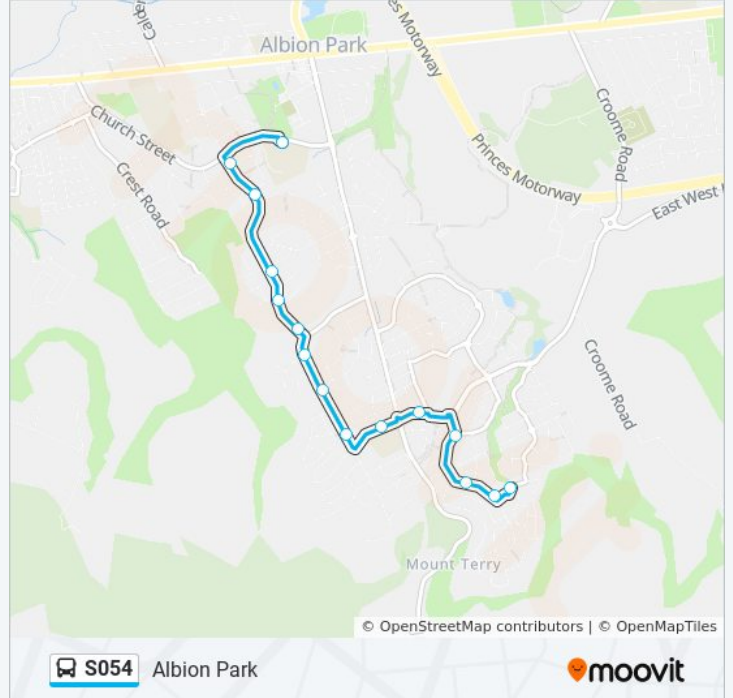 Albion Park
es Motorway
Church Street
Crest Road
Princes Motorway
Croome Road
East West
Croome Road
Mount Terry
© OpenStreetMap contributors | © OpenMapTiles
S054 Albion Park
moovit